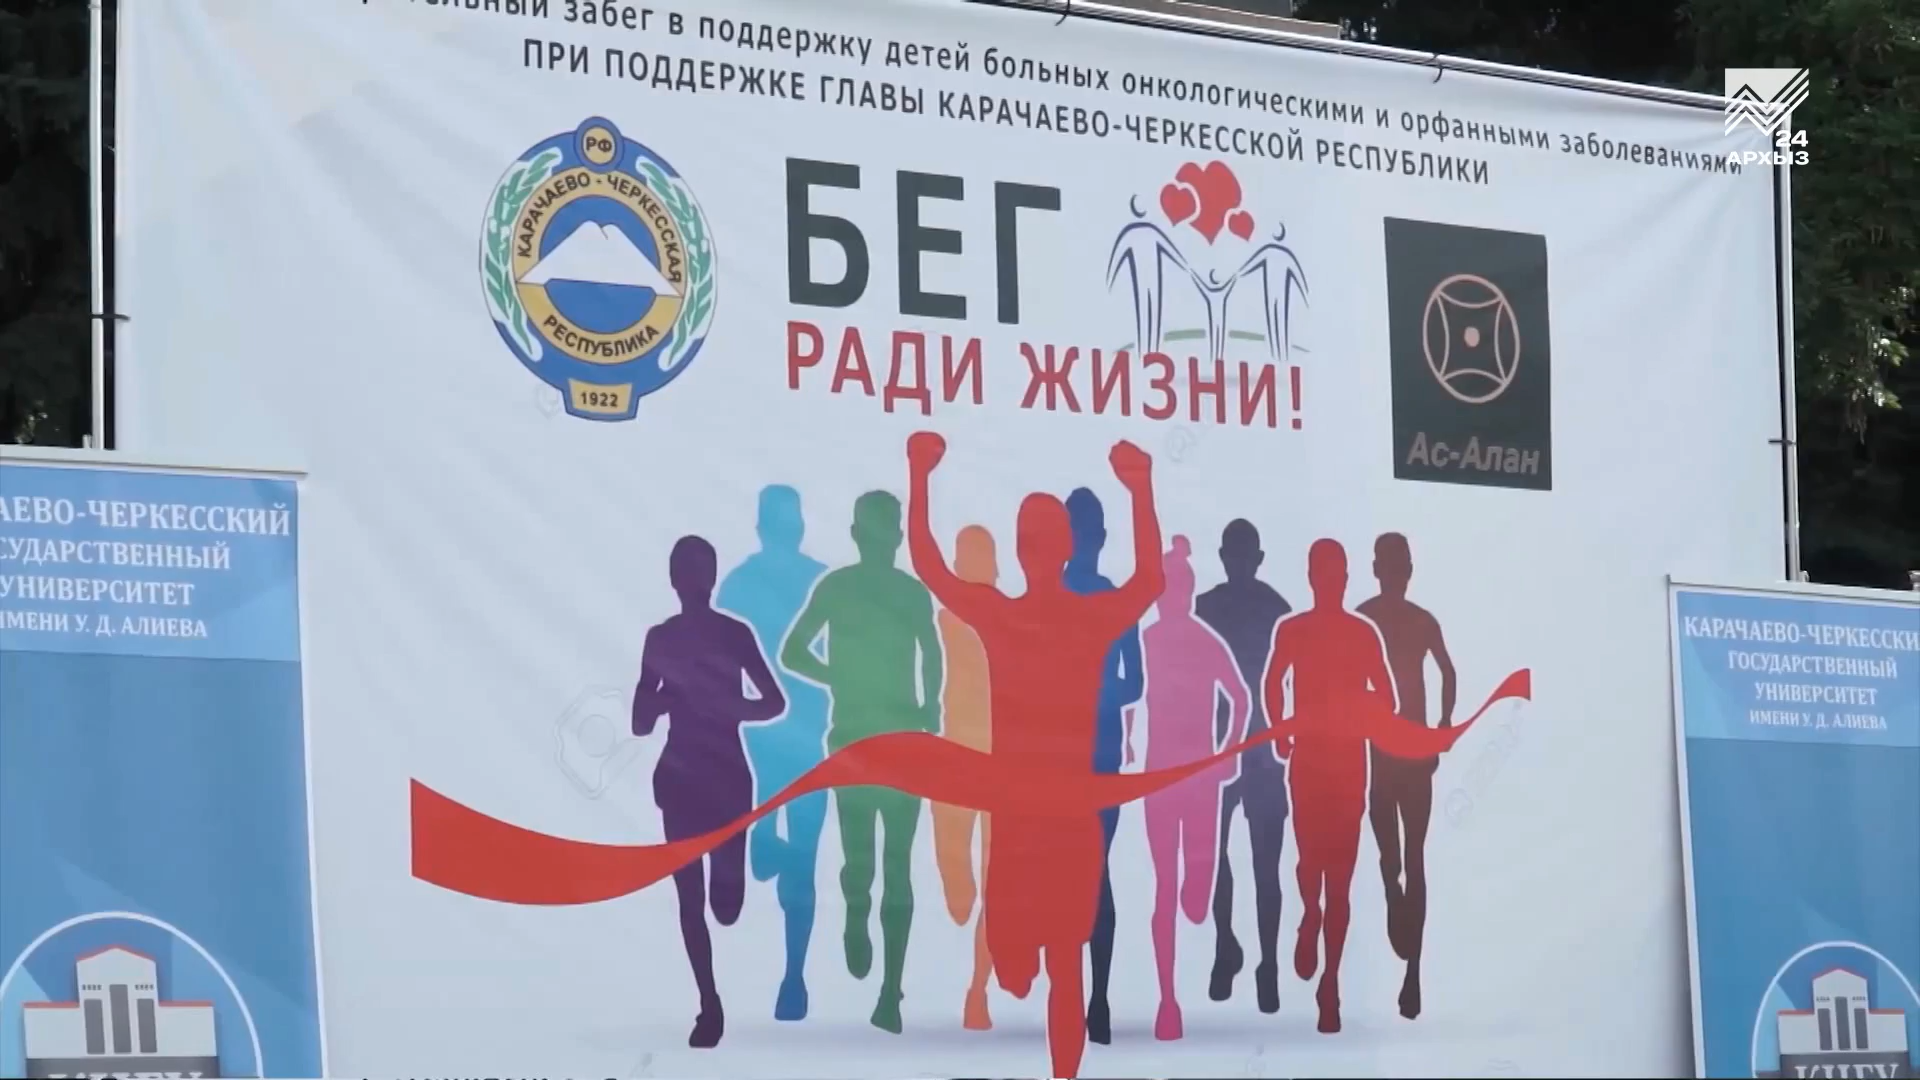 забег в поддержку детей больных онкологическими и орфанными заболеваниями
ПРИ ПОДДЕРЖКЕ ГЛАВЫ КАРАЧАЕВО-ЧЕРКЕССКОЙ РЕСПУБЛИКИ
24
АРХЫЗ
РФ
КАРАЧАЕВО-ЧЕРКЕССКАЯ
РЕСПУБЛИКА
1922
БЕГ
РАДИ ЖИЗНИ!
Ас-Алан
АЕВО-ЧЕРКЕССКИЙ
СУДАРСТВЕННЫЙ
УНИВЕРСИТЕТ
ИМЕНИ У. Д. АЛИЕВА
КАРАЧАЕВО-ЧЕРКЕССКИ
ГОСУДАРСТВЕННЫЙ
УНИВЕРСИТЕТ
ИМЕНИ У. Д. АЛИЕВА